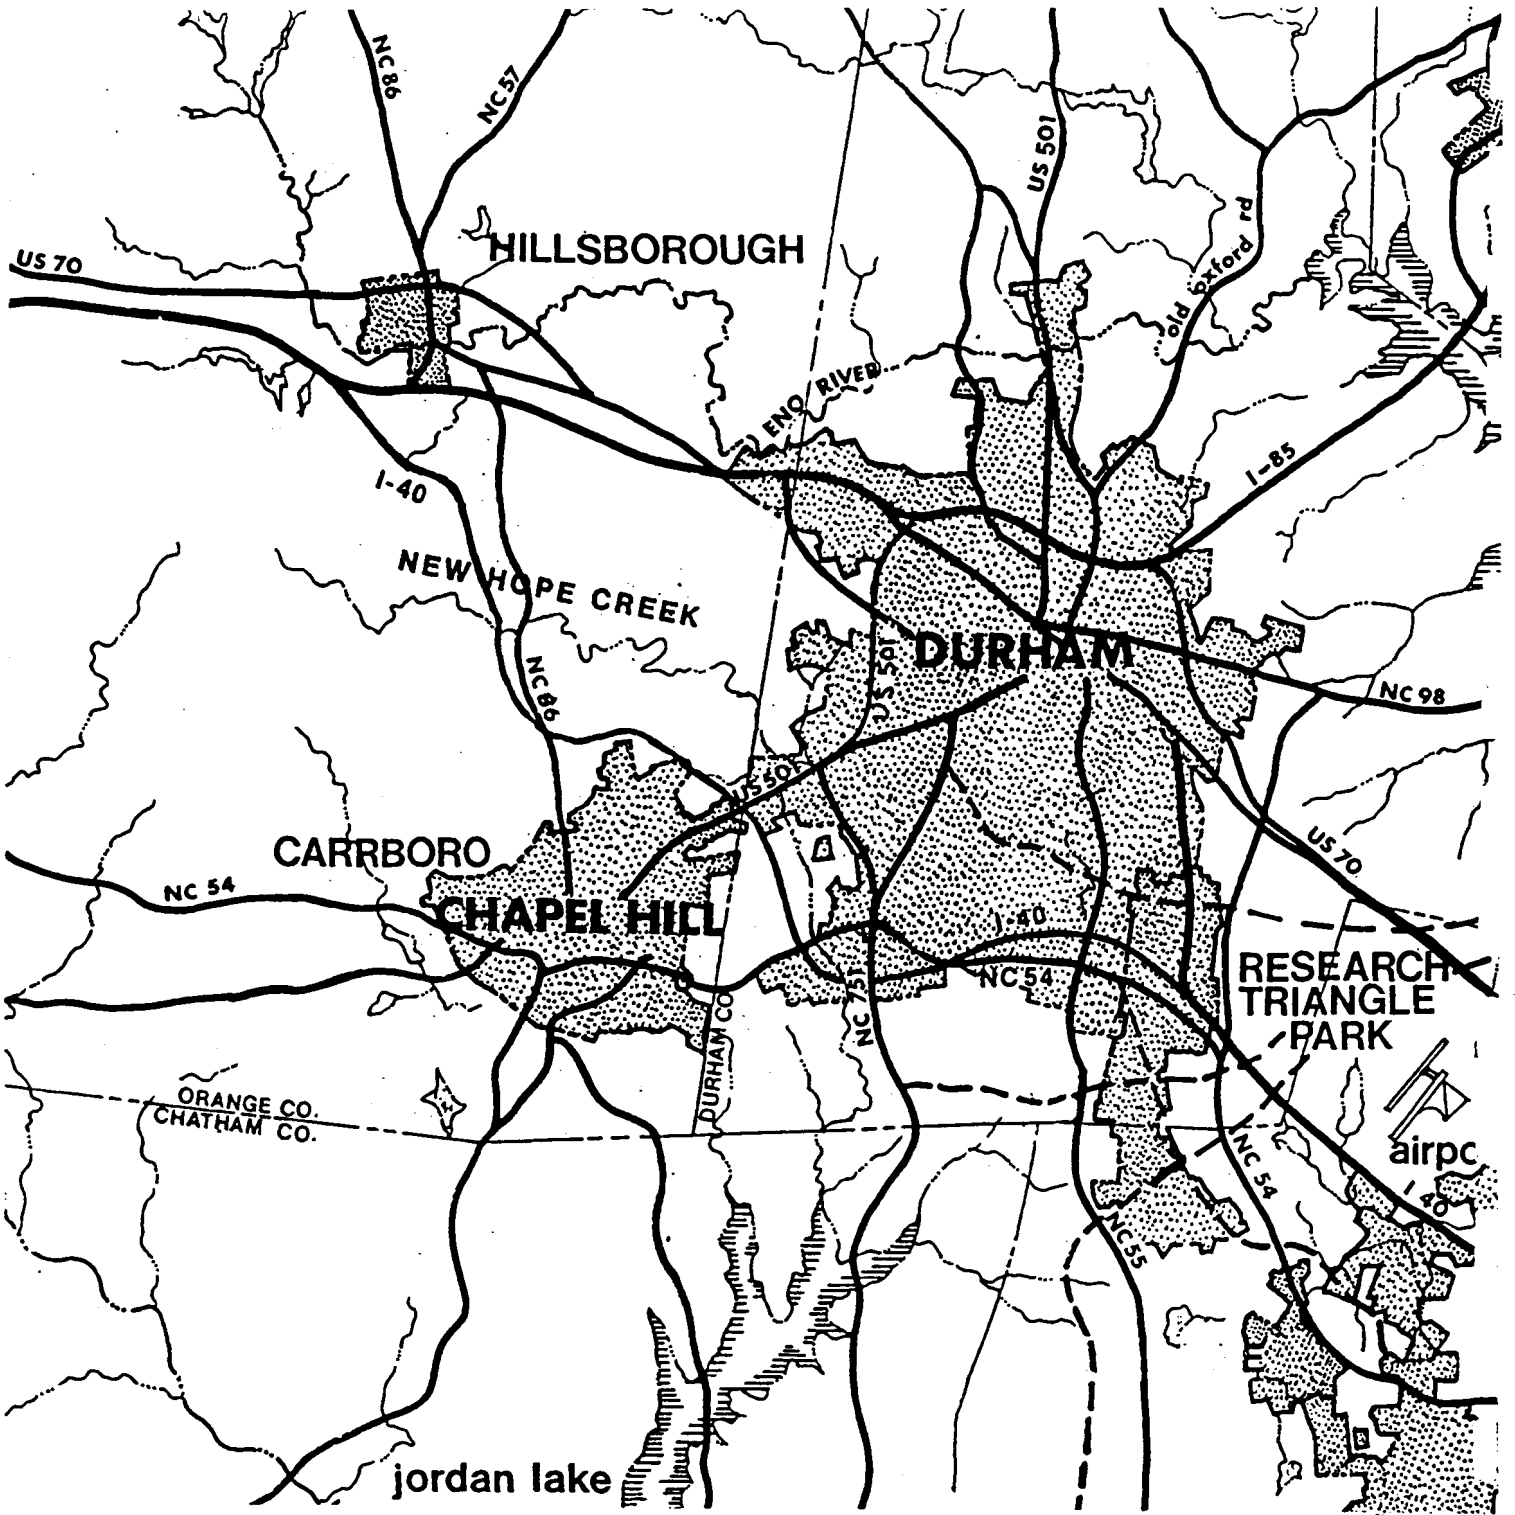 NC 86
NC 57
US 501
old oxford rd
HILLSBOROUGH
US 70
ENO RIVER
I-85
I-40
NEW HOPE CREEK
DURHAM
US 501
NC 86
NC 98
US 501
US 70
CARRBORO
NC 54
CHAPEL HILL
I-40
NC 54
RESEARCH
TRIANGLE
PARK
NC 751
DURHAM CO.
ORANGE CO.
CHATHAM CO.
airpo
NC 54
I-40
NC 55
jordan lake